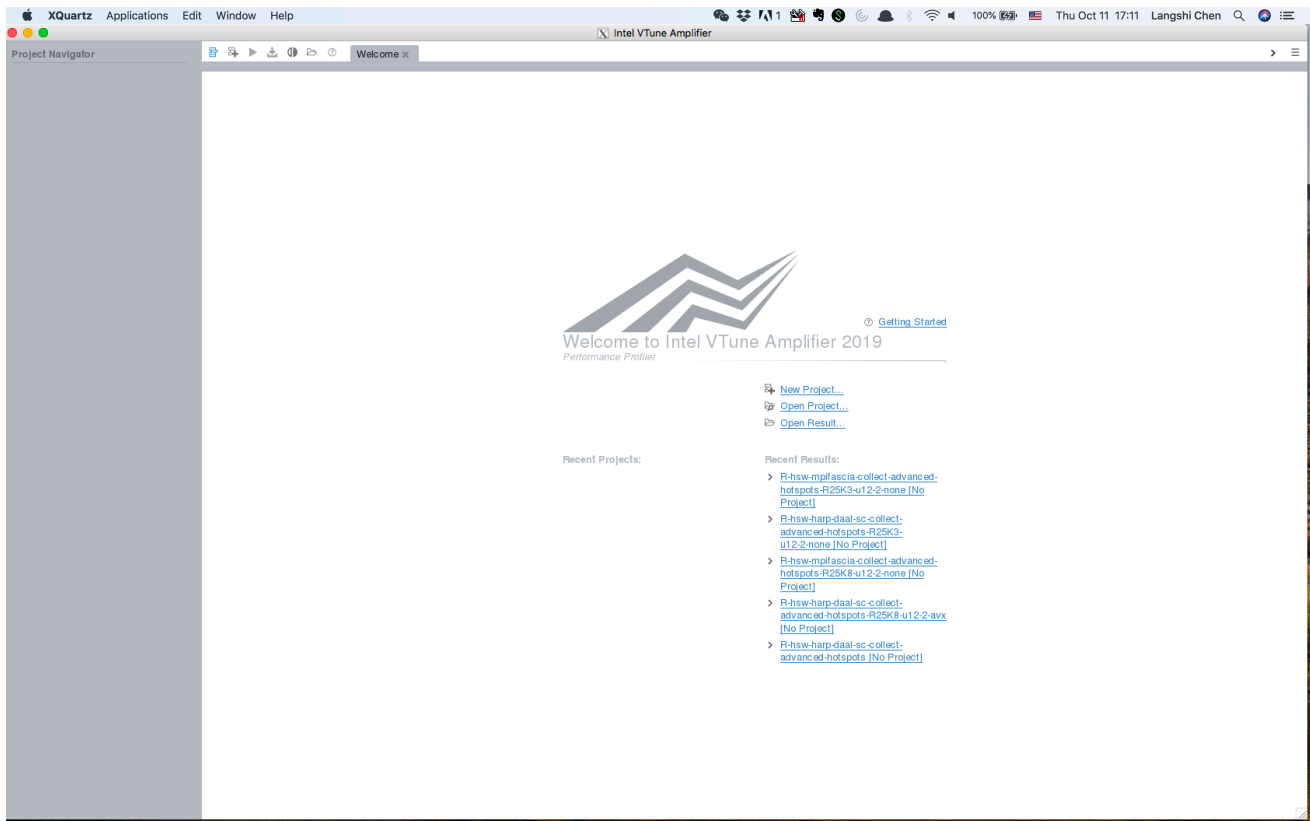 XQuartz Applications Edit Window Help 1 100% Thu Oct 11 17:11 Langshi Chen
Intel VTune Amplifier
Project Navigator
Welcome
Getting Started
Welcome to Intel VTune Amplifier 2019
Performance Profiler
New Project...
Open Project...
Open Result...
Recent Projects:
Recent Results:
R-hsw-mpifascia-collect-advanced-
hotspots-R25K3-u12-2-none [No
Project]
R-hsw-harp-daal-sc-collect-
advanced-hotspots-R25K3-
u12-2-none [No Project]
R-hsw-mpifascia-collect-advanced-
hotspots-R25K8-u12-2-none [No
Project]
R-hsw-harp-daal-sc-collect-
advanced-hotspots-R25K8-u12-2-avx
[No Project]
R-hsw-harp-daal-sc-collect-
advanced-hotspots [No Project]